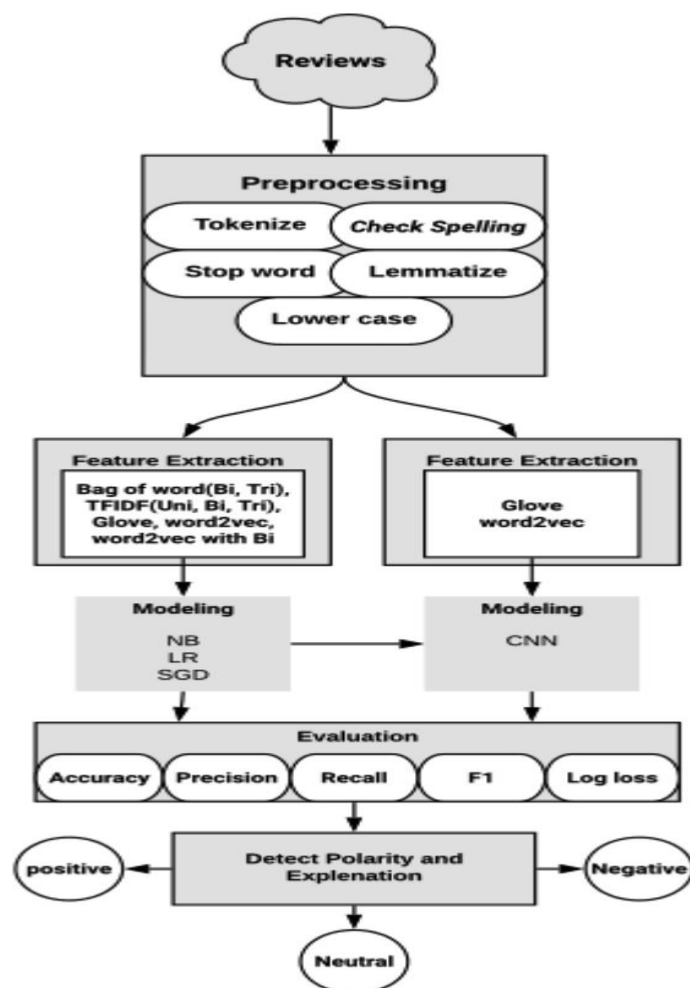 Reviews
Preprocessing
Tokenize
Check Spelling
Stop word
Lemmatize
Lower case
Feature Extraction
Bag of word(Bi, Tri),
TFIDF(Uni, Bi, Tri),
Glove, word2vec,
word2vec with Bi
Feature Extraction
Glove
word2vec
Modeling
NB
LR
SGD
Modeling
CNN
Evaluation
Accuracy
Precision
Recall
F1
Log loss
Detect Polarity and
Explenation
positive
Negative
Neutral